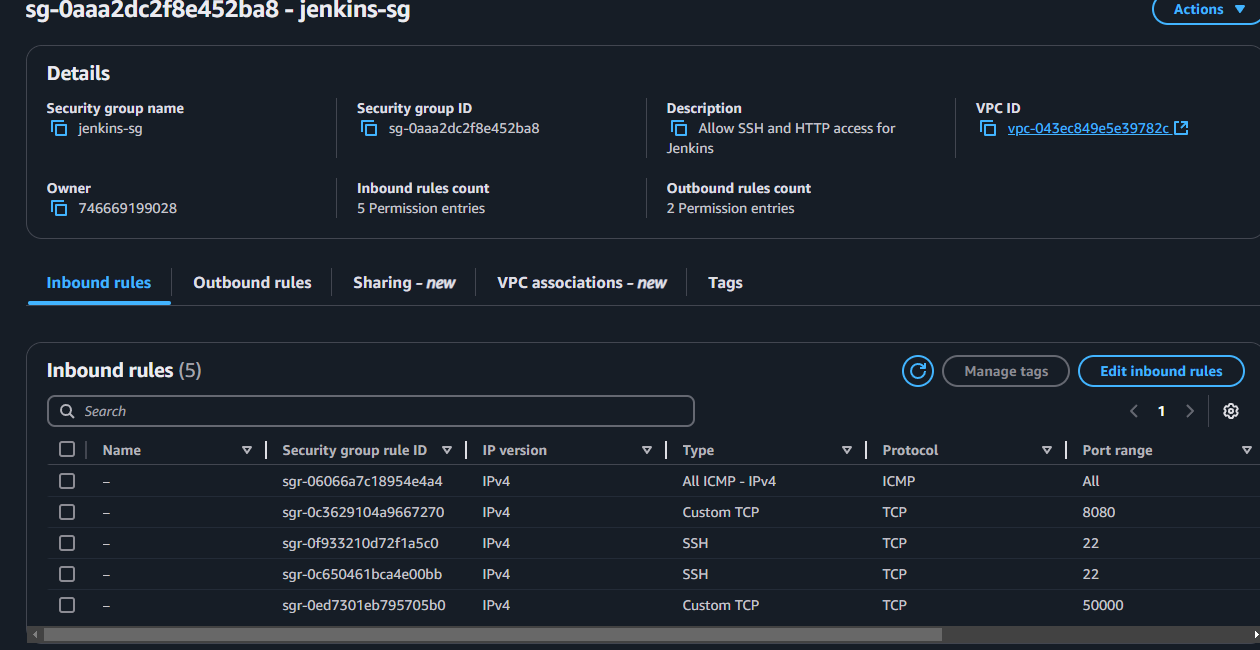 sg-0aaa2dc2f8e452ba8 - jenkins-sg
Actions
Details
Security group name
jenkins-sg
Security group ID
sg-0aaa2dc2f8e452ba8
Description
Allow SSH and HTTP access for
Jenkins
VPC ID
vpc-043ec849e5e39782c
Owner
746669199028
Inbound rules count
5 Permission entries
Outbound rules count
2 Permission entries
Inbound rules Outbound rules Sharing - new VPC associations - new Tags
Inbound rules (5)
Manage tags Edit inbound rules
Search
1
Name Security group rule ID IP version Type Protocol Port range
– sgr-06066a7c18954e4a4 IPv4 All ICMP - IPv4 ICMP All
– sgr-0c3629104a9667270 IPv4 Custom TCP TCP 8080
– sgr-0f933210d72f1a5c0 IPv4 SSH TCP 22
– sgr-0c650461bca4e00bb IPv4 SSH TCP 22
– sgr-0ed7301eb795705b0 IPv4 Custom TCP TCP 50000